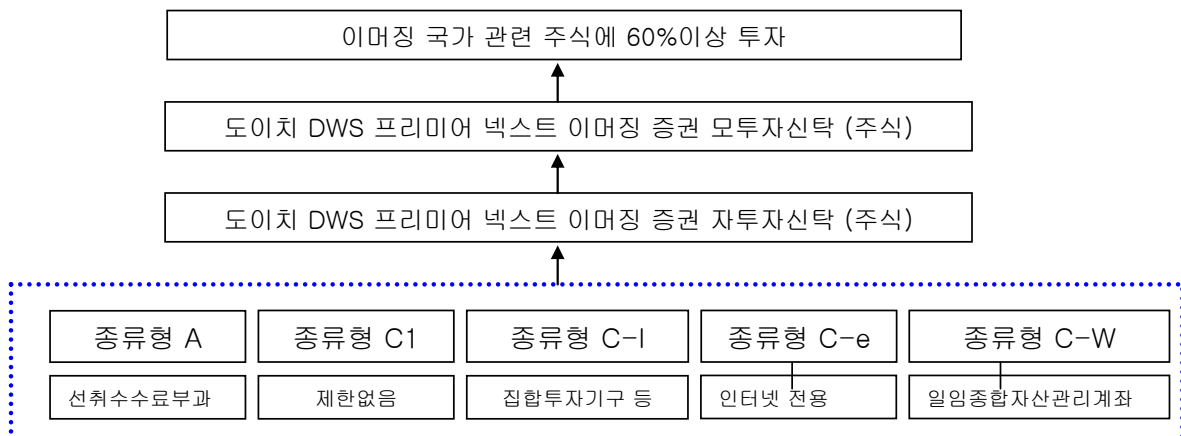 이머징 국가 관련 주식에 60%이상 투자
도이치 DWS 프리미어 넥스트 이머징 증권 모투자신탁 (주식)
도이치 DWS 프리미어 넥스트 이머징 증권 자투자신탁 (주식)
종류형 A 종류형 C1 종류형 C-I 종류형 C-e 종류형 C-W
선취수수료부과 제한없음 집합투자기구 등 인터넷 전용 일임종합자산관리계좌